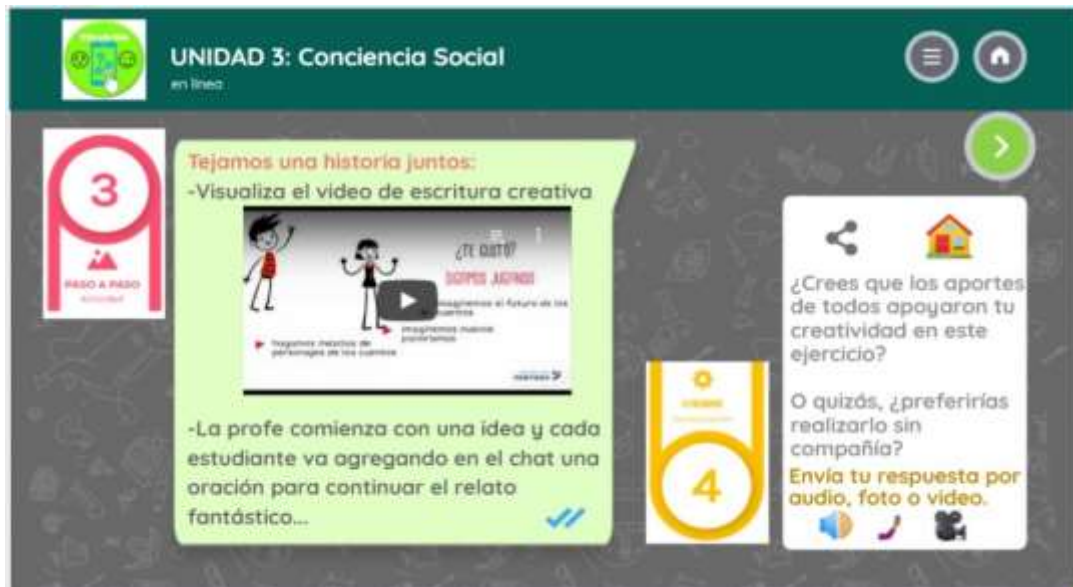 UNIDAD 3: Conciencia Social
en línea
3
PASO A PASO
Tejamos una historia juntos:
-Visualiza el video de escritura creativa
¿TE GUSTÓ?
SIGAMOS JUGANDO
imaginemos el futuro de los
cuentos
imaginemos nuevos
hagamos mezclas de
personajes de los cuentos
-La profe comienza con una idea y cada
estudiante va agregando en el chat una
oración para continuar el relato
fantástico...
4
¿Crees que los aportes
de todos apoyaron tu
creatividad en este
ejercicio?
O quizás, ¿preferirías
realizarlo sin
compañía?
Envía tu respuesta por
audio, foto o video.